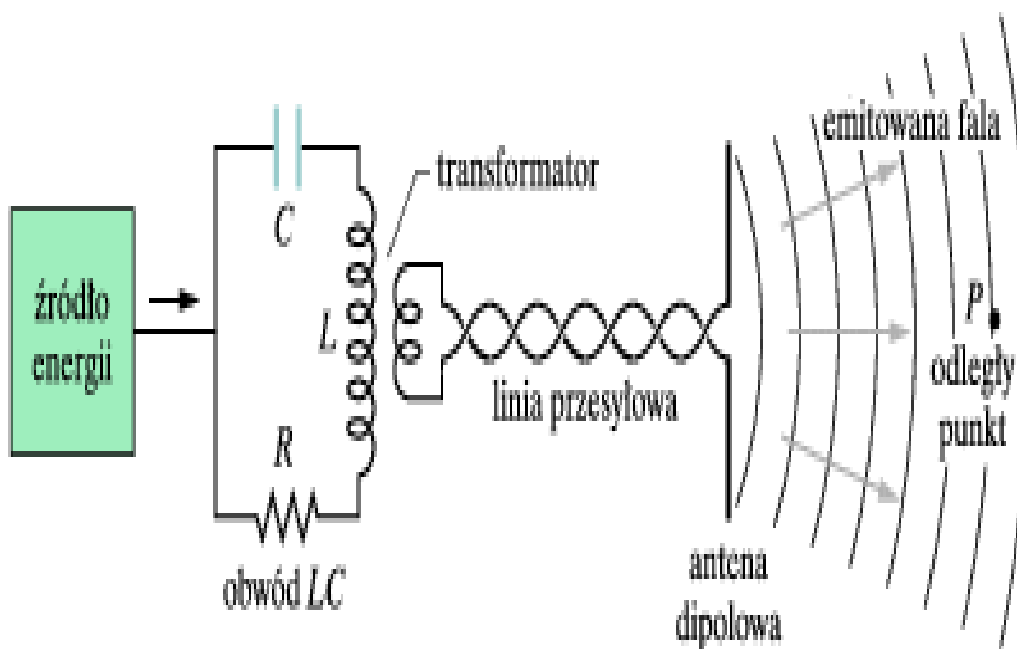 emitowana fala
transformator
C
źródło
energii
L
P
odległy
punkt
linia przesyłowa
R
obwód LC
antena
dipolowa